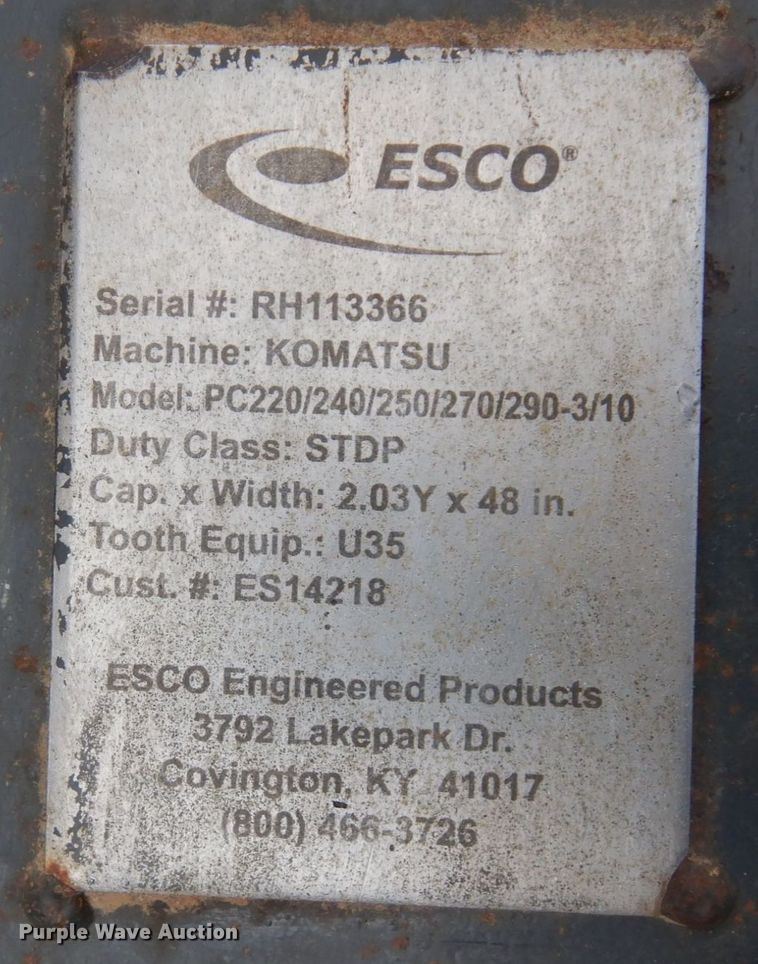 ESCO®
Serial #: RH113366
Machine: KOMATSU
Model: PC220/240/250/270/290-3/10
Duty Class: STDP
Cap. x Width: 2.03Y x 48 in.
Tooth Equip.: U35
Cust. #: ES14218
ESCO Engineered Products
3792 Lakepark Dr.
Covington, KY 41017
(800) 466-3726
Purple Wave Auction